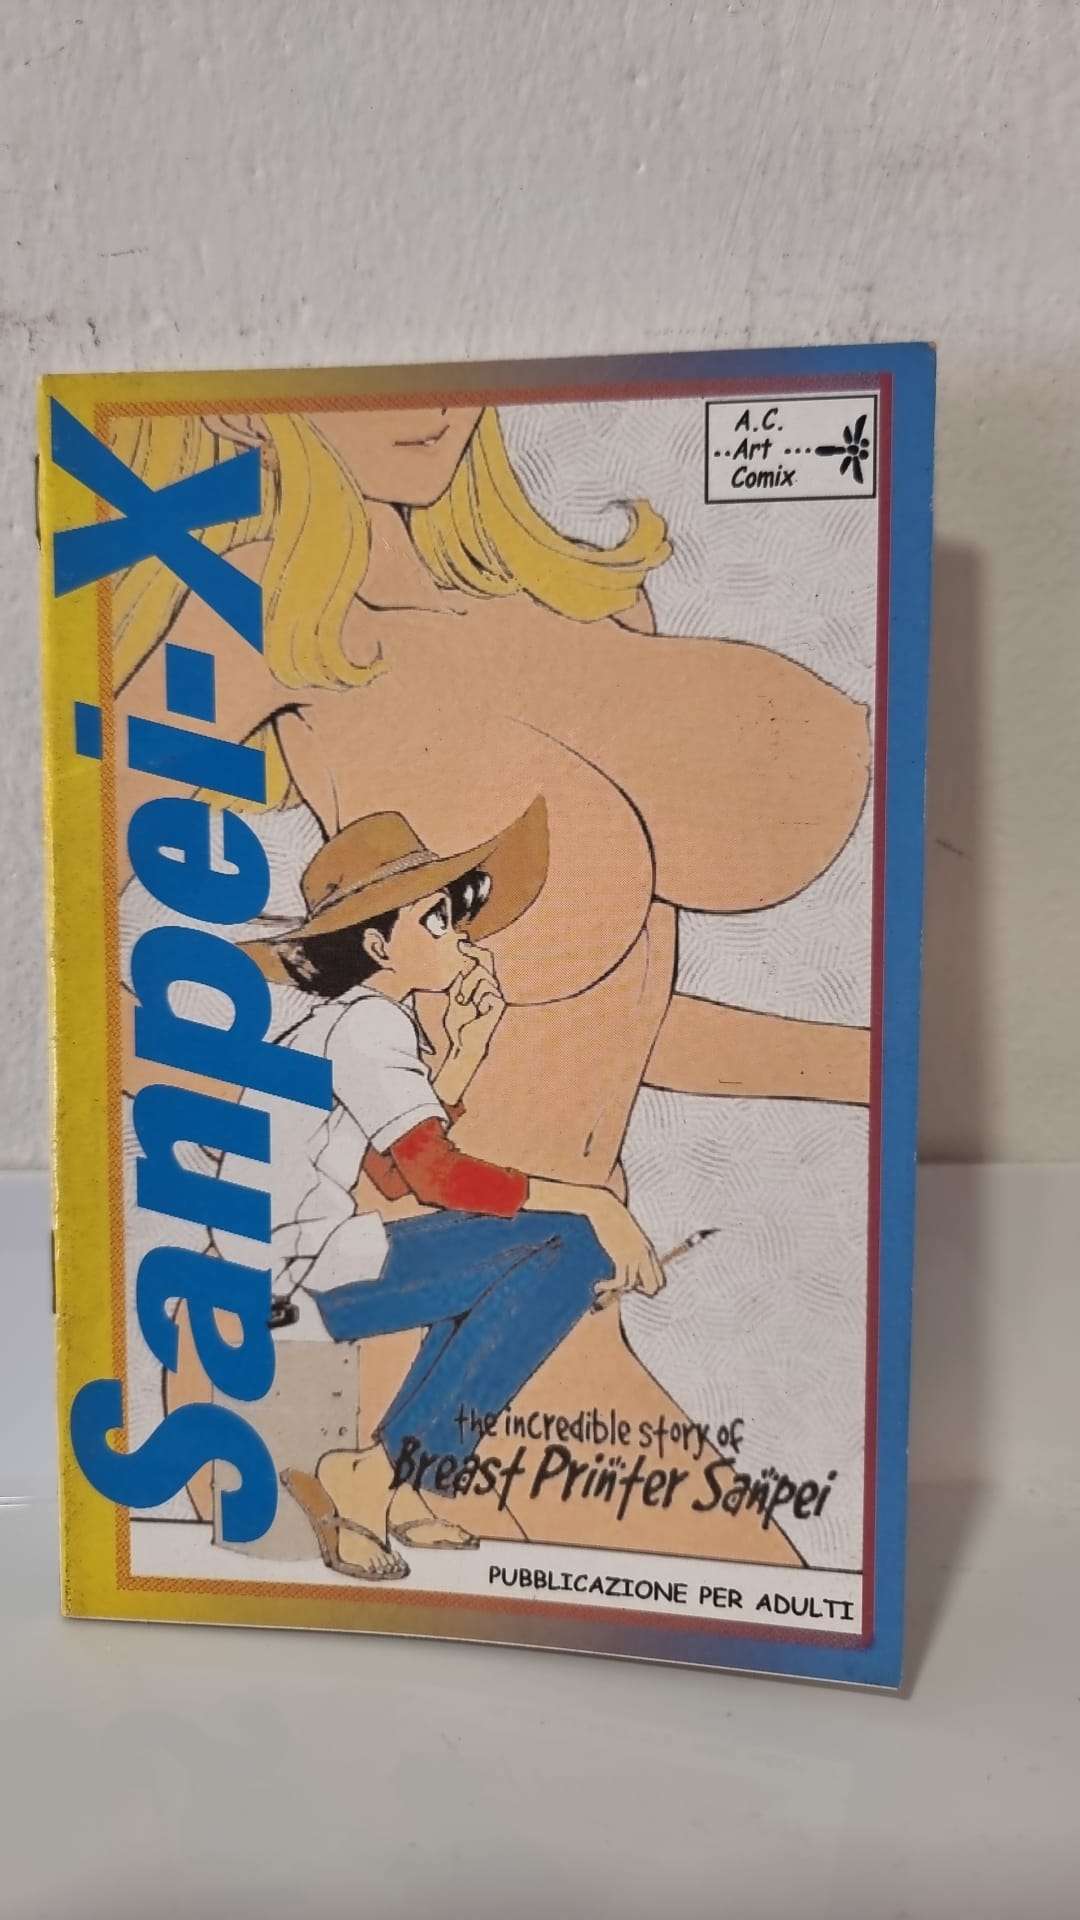 Sanpei-X
A.C.
..Art ...
Comix
the incredible story of
Breast Printer Sanpei
PUBBLICAZIONE PER ADULTI